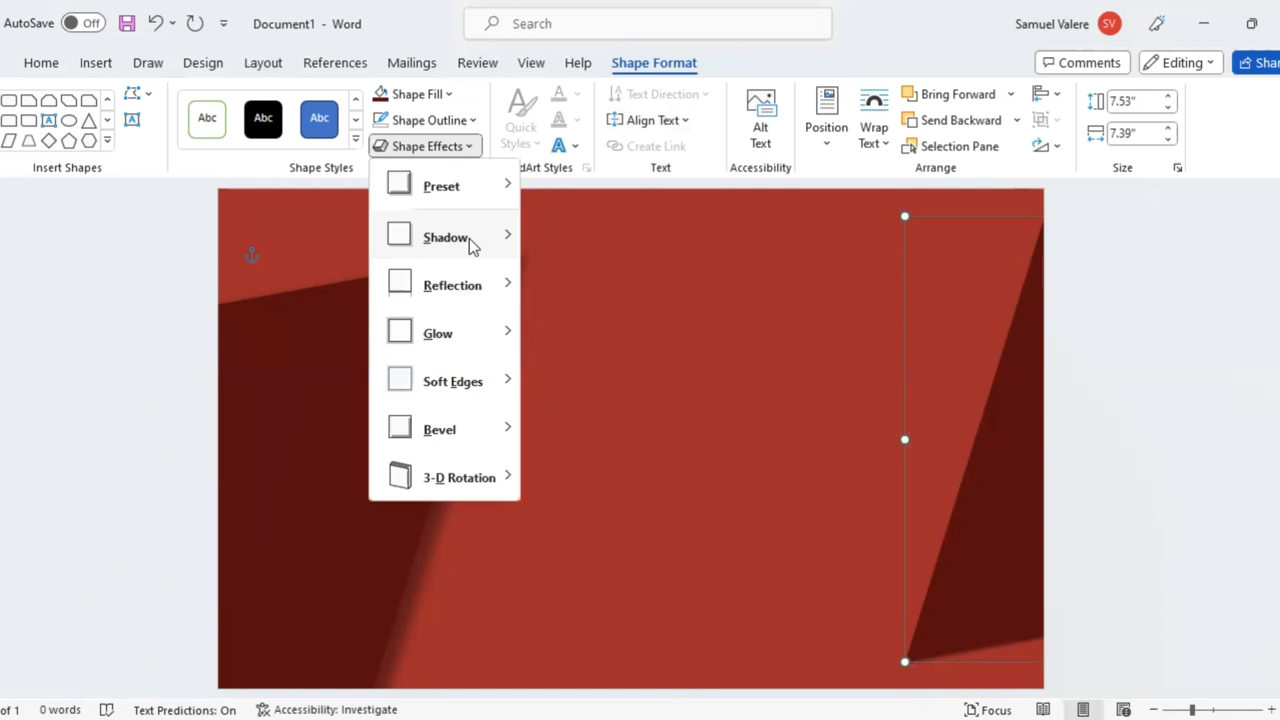 AutoSave Off Document1 - Word Search Samuel Valere SV
Home Insert Draw Design Layout References Mailings Review View Help Shape Format Comments Editing Shar
Abc Abc Abc
Shape Fill
Shape Outline
Shape Effects
Quick
Styles
Text Direction
Align Text
Create Link
Alt
Text
Position
Wrap
Text
Bring Forward
Send Backward
Selection Pane
7.53"
7.39"
Insert Shapes Shape Styles dArt Styles Text Accessibility Arrange Size
Preset
Shadow
Reflection
Glow
Soft Edges
Bevel
3-D Rotation
of 1 0 words Text Predictions: On Accessibility: Investigate Focus